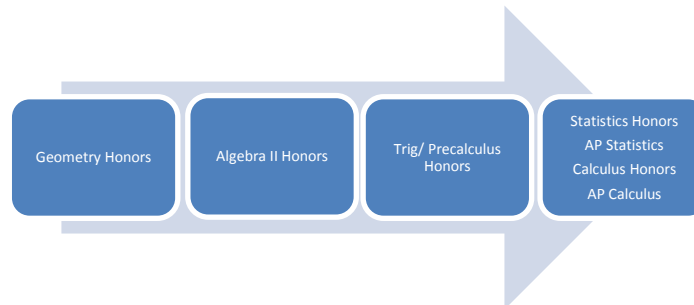 Geometry Honors
Algebra II Honors
Trig/ Precalculus
Honors
Statistics Honors
AP Statistics
Calculus Honors
AP Calculus